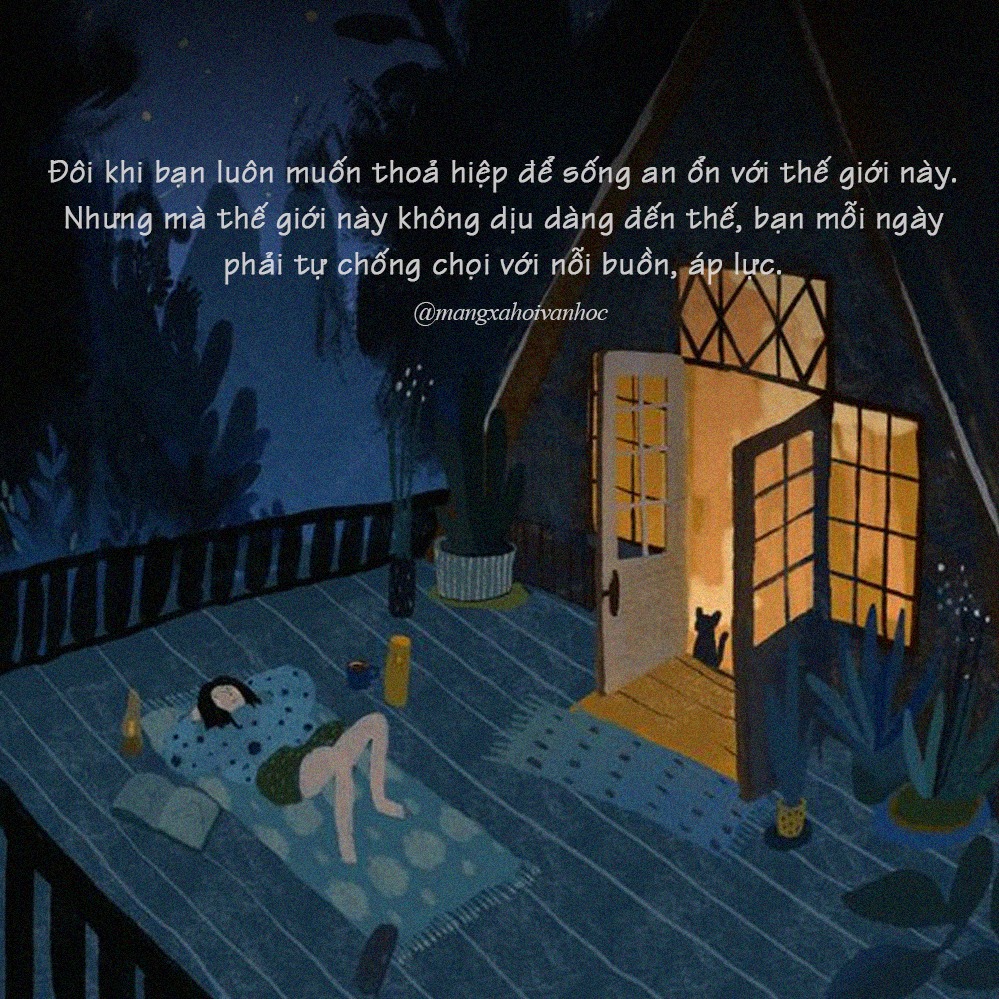 Đôi khi bạn luôn muốn thoả hiệp để sống an ổn với thế giới này.
Nhưng mà thế giới này không dịu dàng đến thế, bạn mỗi ngày
phải tự chống chọi với nỗi buồn, áp lực.
@mangxahoivanhoc